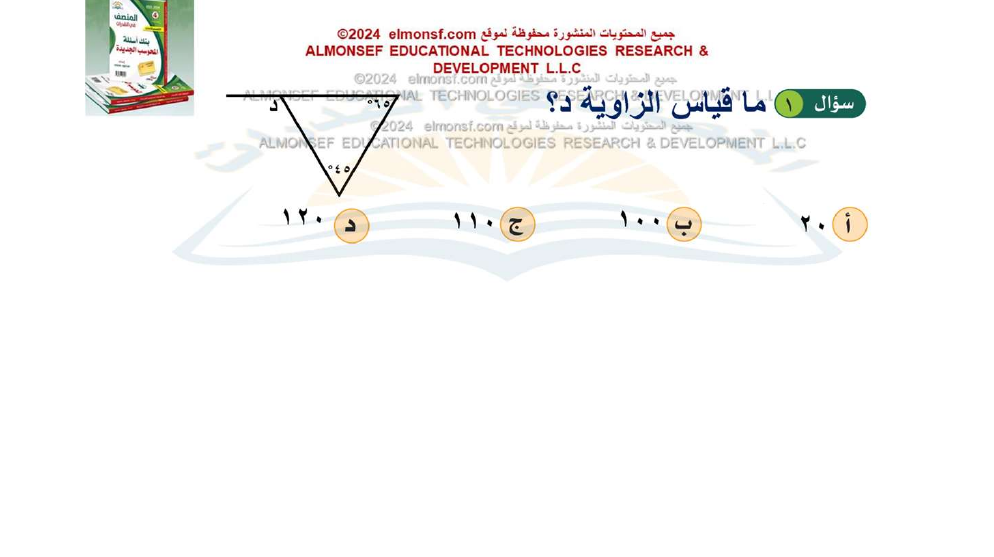 المنصف
في القدرات
بنك أسئلة
المحوسب الجديدة
جميع المحتويات المنشورة محفوظة لموقع elmonsf.com ©2024
ALMONSEF EDUCATIONAL TECHNOLOGIES RESEARCH &
DEVELOPMENT L.L.C
جميع المحتويات المنشورة محفوظة لموقع elmonsf.com ©2024
ALMONSEF EDUCATIONAL TECHNOLOGIES RESEARCH & DEVELOPMENT L.L.C
سؤال ١ ما قياس الزاوية د؟
جميع المحتويات المنشورة محفوظة لموقع elmonsf.com ©2024
ALMONSEF EDUCATIONAL TECHNOLOGIES RESEARCH & DEVELOPMENT L.L.C
٦٥°
د
٤٥°
أ ٢٠
ب ١٠٠
ج ١١٠
د ١٢٠